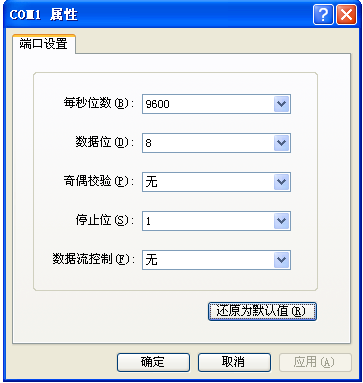 COM1 属性
端口设置
每秒位数(B): 9600
数据位(D): 8
奇偶校验(P): 无
停止位(S): 1
数据流控制(F): 无
还原为默认值(R)
确定 取消 应用(A)